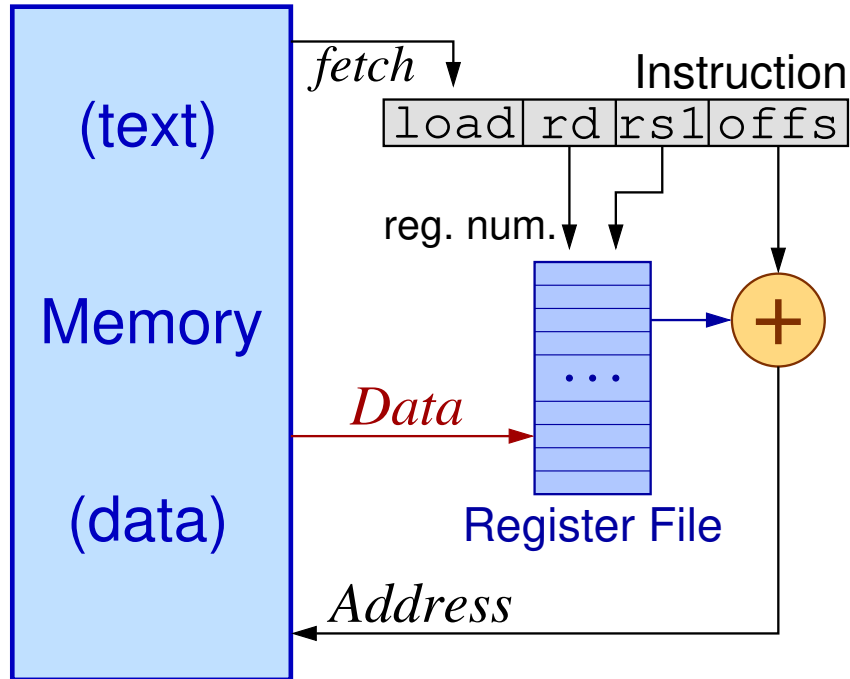 fetch
Instruction
(text)
load rd rs1 offs
reg. num.
Memory
+
...
Data
(data)
Register File
Address